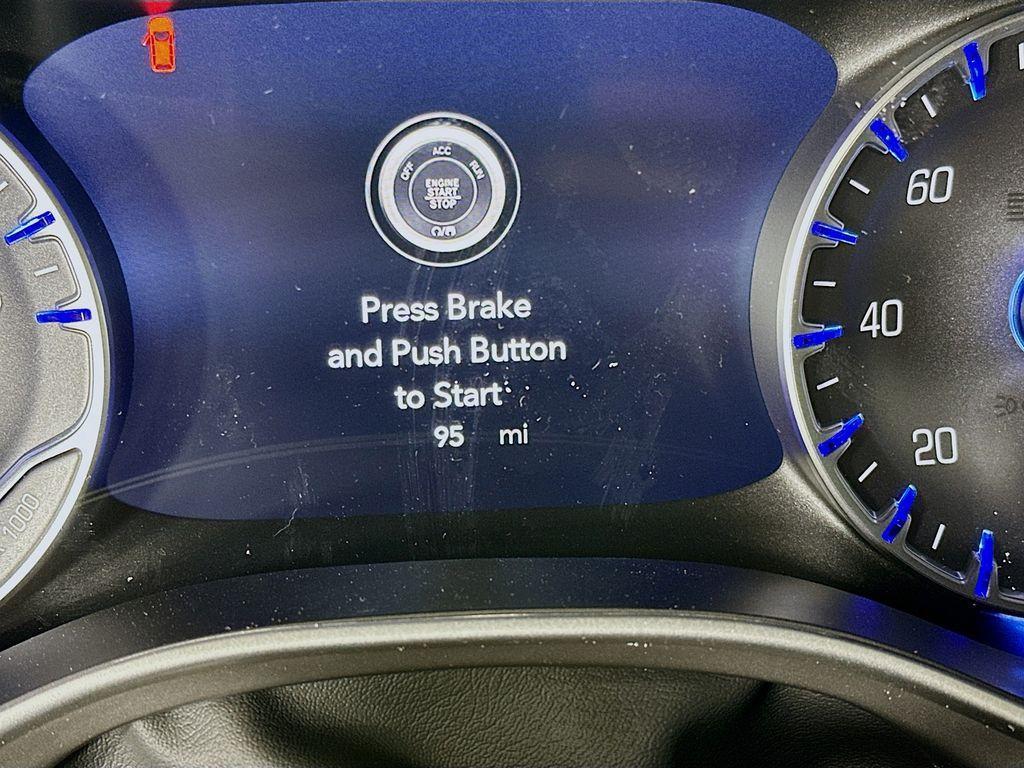 ACC
OFF
RUN
ENGINE
START
STOP
Press Brake
and Push Button
to Start
95 mi
60
40
20
1000